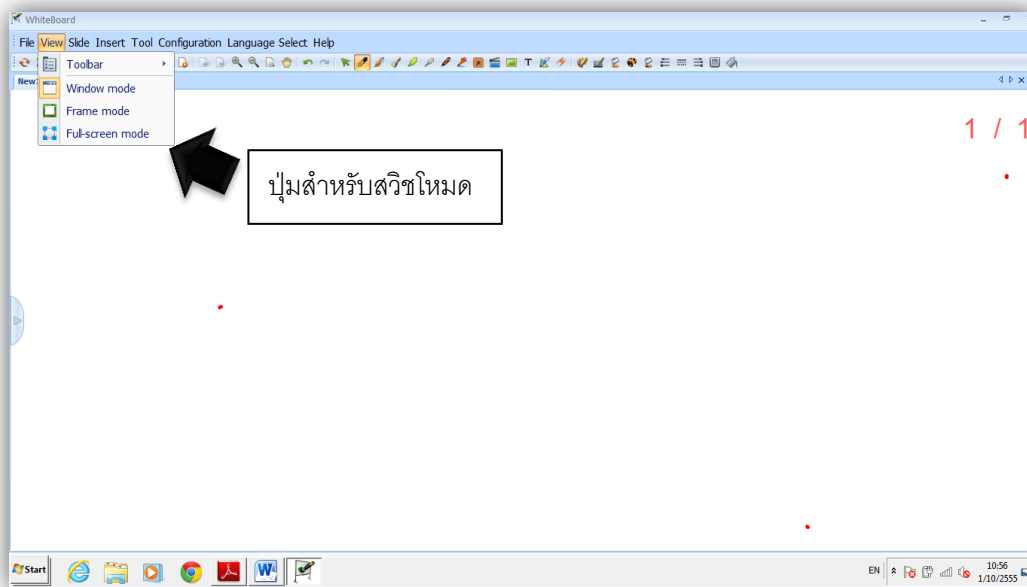 WhiteBoard
File View Slide Insert Tool Configuration Language Select Help
Toolbar
Window mode
Frame mode
Full-screen mode
1 / 1
ปุ่มสำหรับสวิชโหมด
Start
EN
10:56
1/10/2555